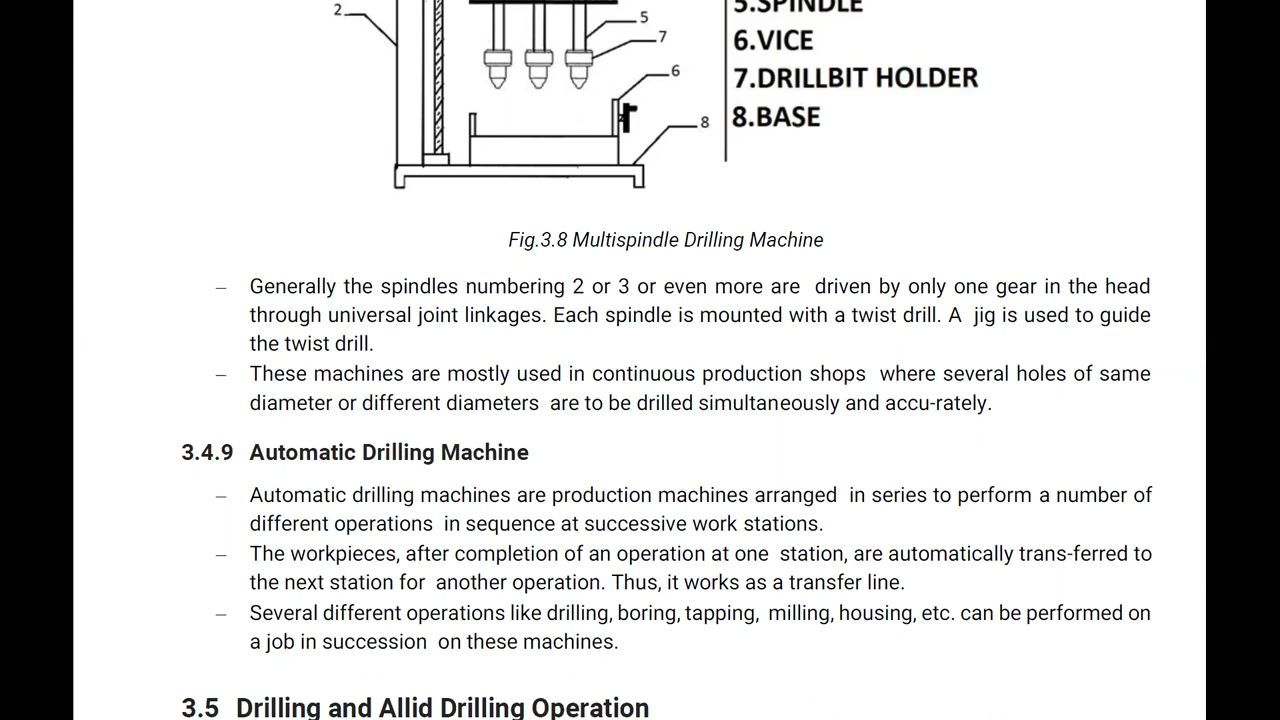 2
5
5.SPINDLE
7
6.VICE
6
7.DRILLBIT HOLDER
8
8.BASE
Fig.3.8 Multispindle Drilling Machine
– Generally the spindles numbering 2 or 3 or even more are driven by only one gear in the head
through universal joint linkages. Each spindle is mounted with a twist drill. A jig is used to guide
the twist drill.
– These machines are mostly used in continuous production shops where several holes of same
diameter or different diameters are to be drilled simultaneously and accu-rately.
3.4.9 Automatic Drilling Machine
– Automatic drilling machines are production machines arranged in series to perform a number of
different operations in sequence at successive work stations.
– The workpieces, after completion of an operation at one station, are automatically trans-ferred to
the next station for another operation. Thus, it works as a transfer line.
– Several different operations like drilling, boring, tapping, milling, housing, etc. can be performed on
a job in succession on these machines.
3.5 Drilling and Allid Drilling Operation